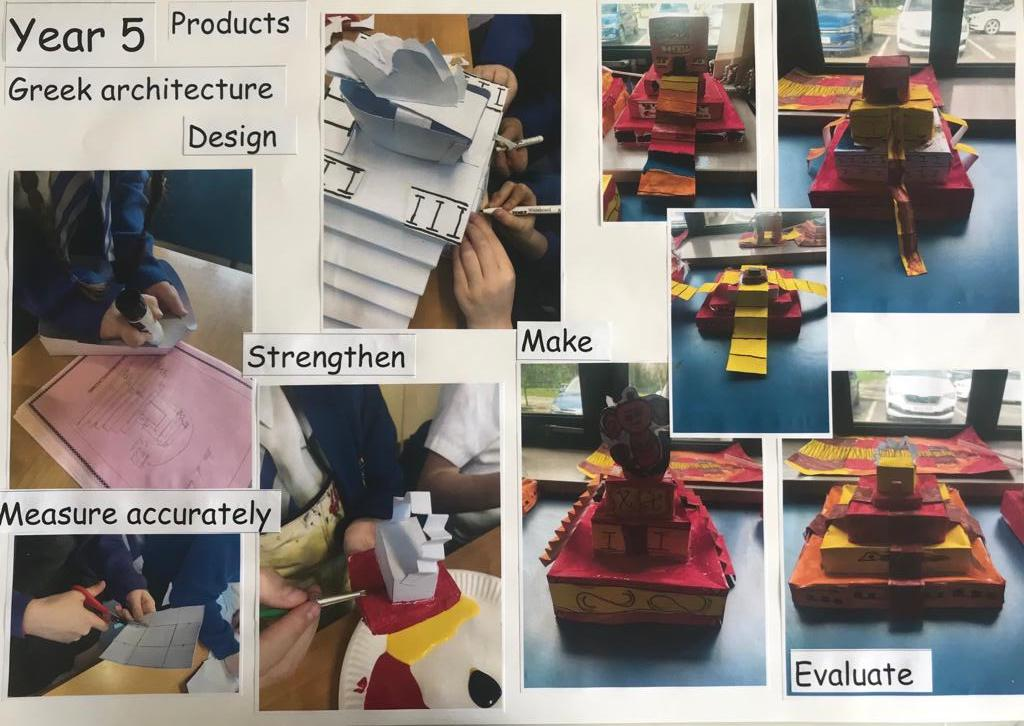 Year 5
Products
Greek architecture
Design
Strengthen
Make
Measure accurately
Evaluate